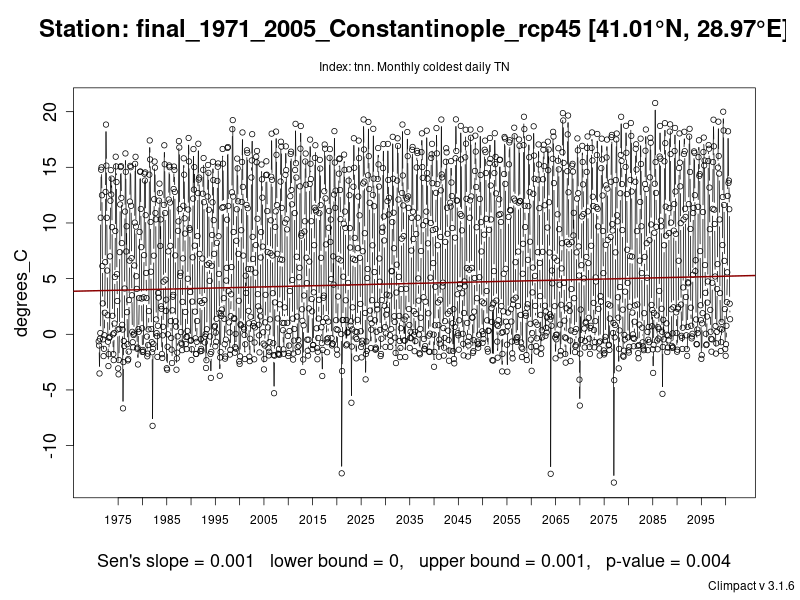 Station: final_1971_2005_Constantinople_rcp45 [41.01°N, 28.97°E]
Index: tnn. Monthly coldest daily TN
degrees_C
20
15
10
5
0
-5
-10
1975 1985 1995 2005 2015 2025 2035 2045 2055 2065 2075 2085 2095
Sen's slope = 0.001 lower bound = 0, upper bound = 0.001, p-value = 0.004
Climpact v 3.1.6